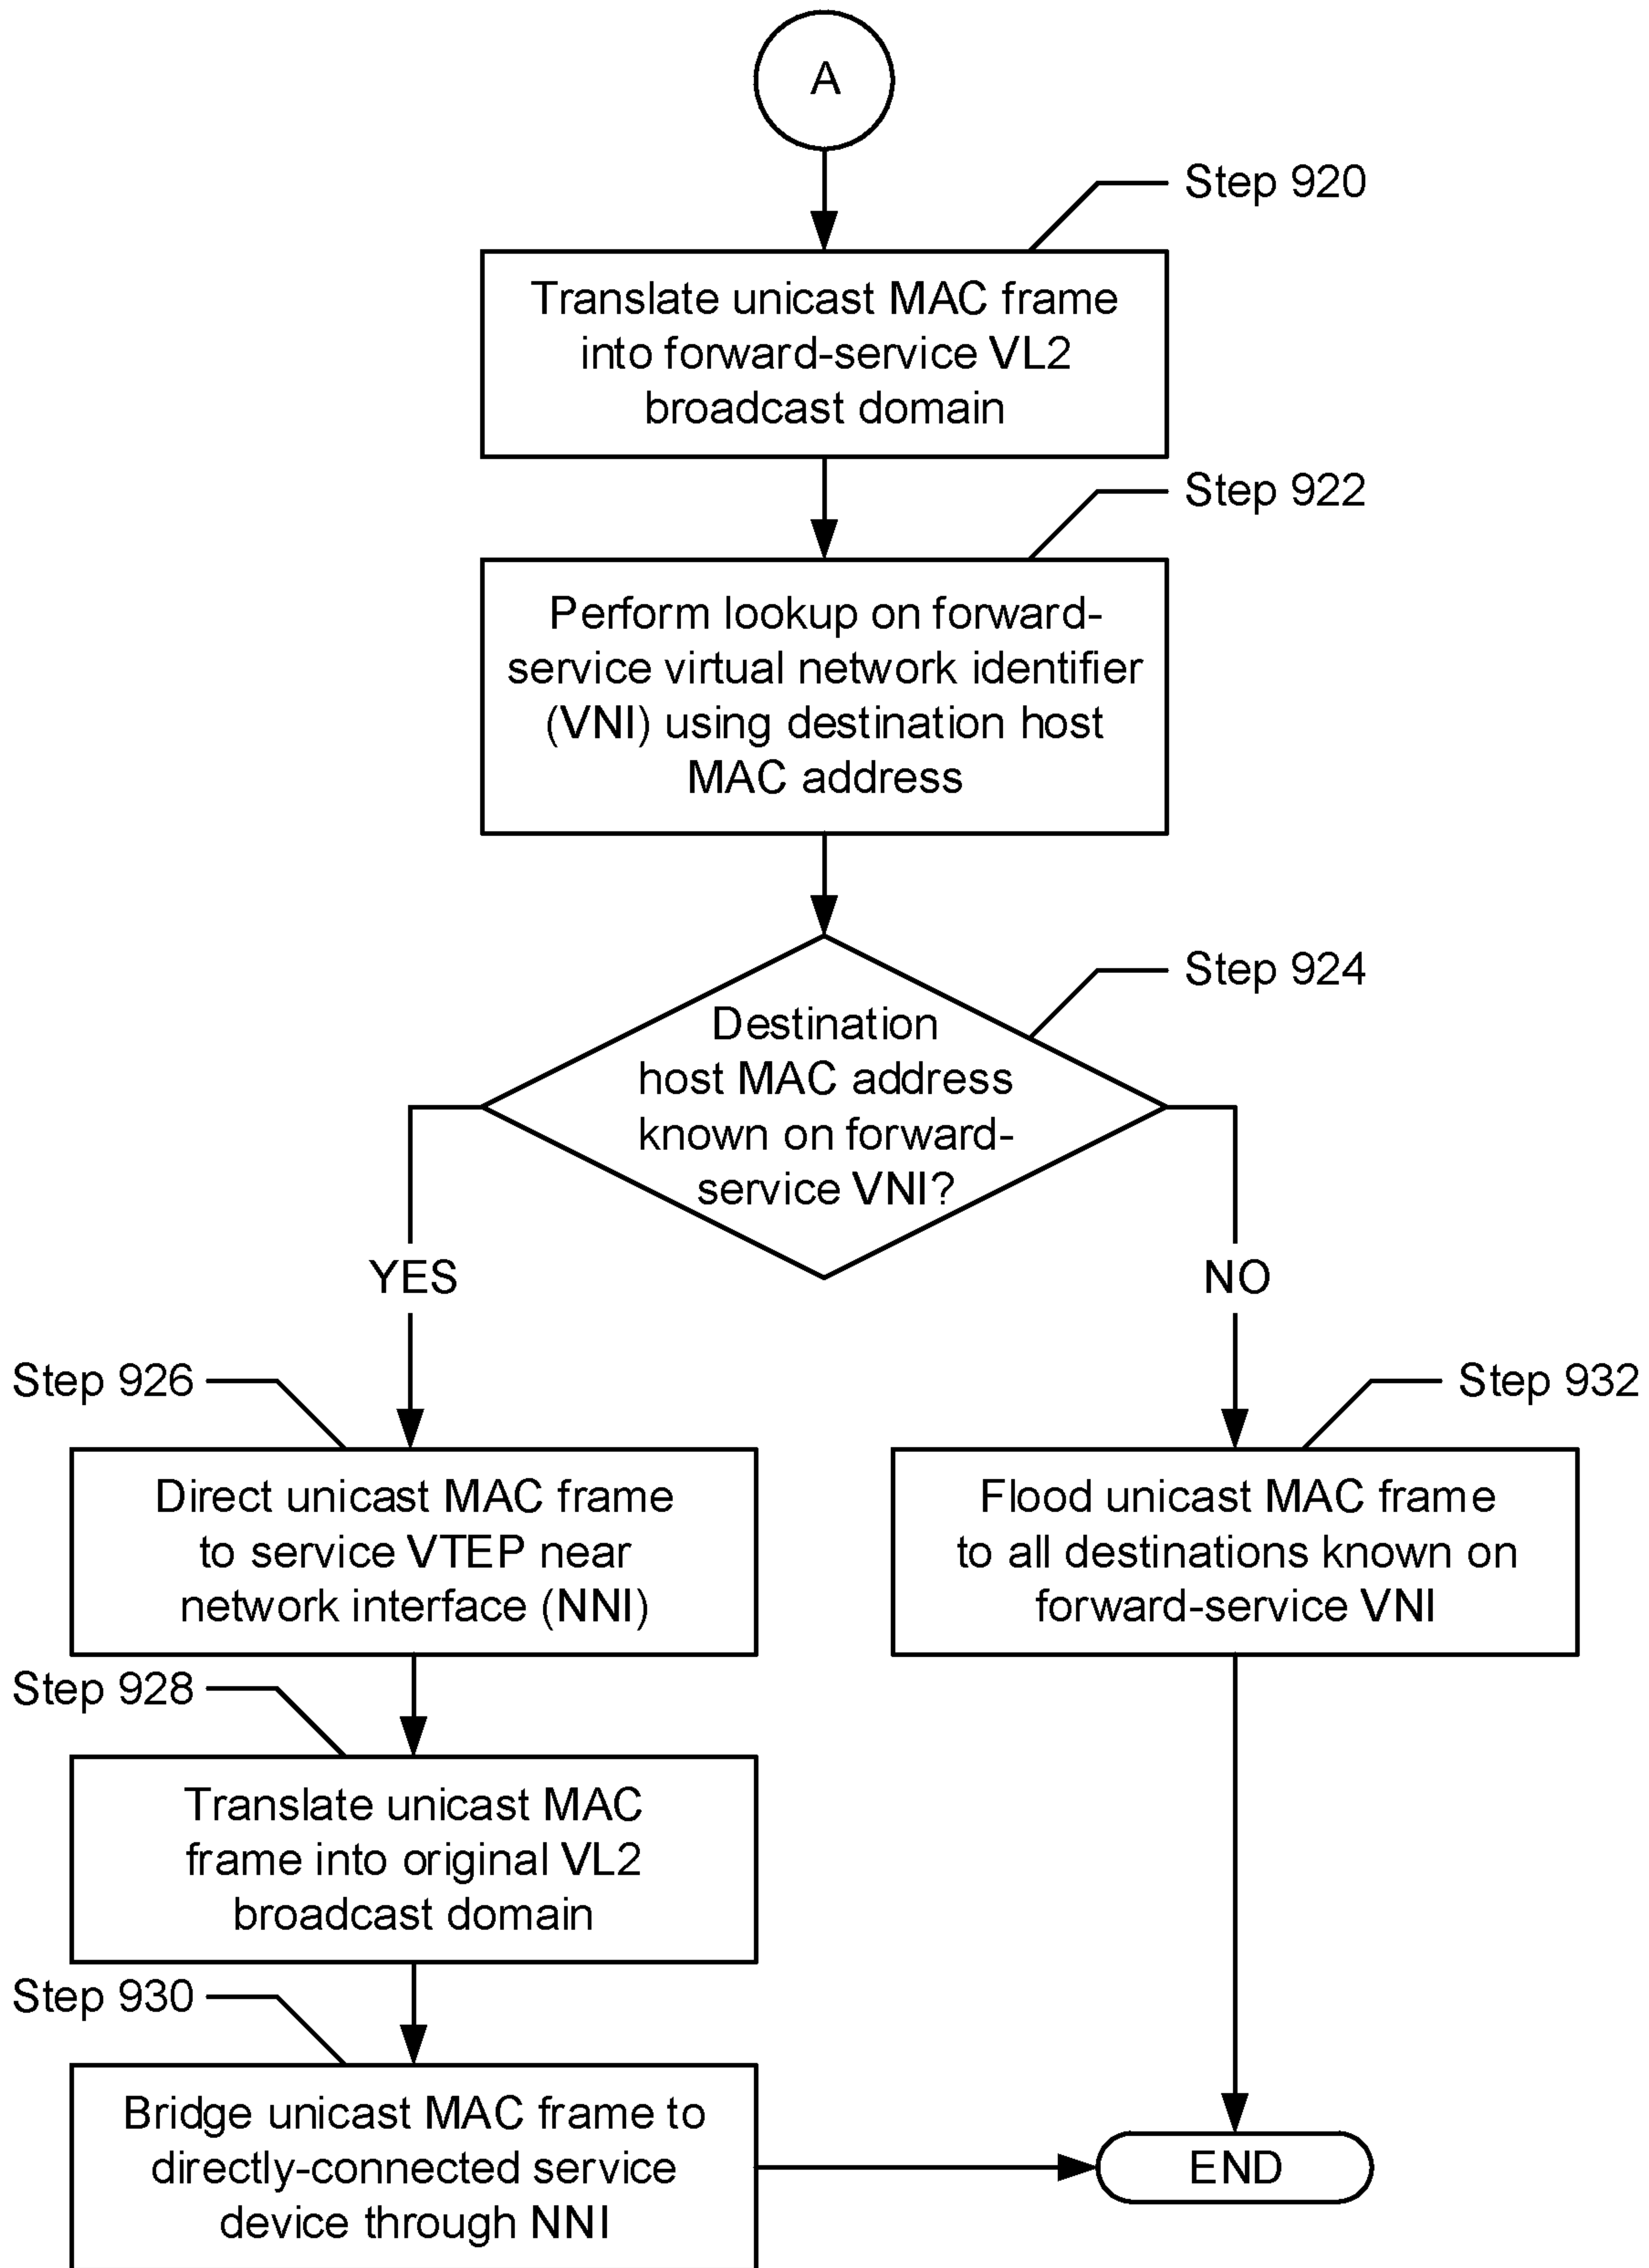 A
Step 920
Translate unicast MAC frame
into forward-service VL2
broadcast domain
Step 922
Perform lookup on forward-
service virtual network identifier
(VNI) using destination host
MAC address
Step 924
Destination
host MAC address
known on forward-
service VNI?
YES
NO
Step 926
Direct unicast MAC frame
to service VTEP near
network interface (NNI)
Step 932
Flood unicast MAC frame
to all destinations known on
forward-service VNI
Step 928
Translate unicast MAC
frame into original VL2
broadcast domain
Step 930
Bridge unicast MAC frame to
directly-connected service
device through NNI
END